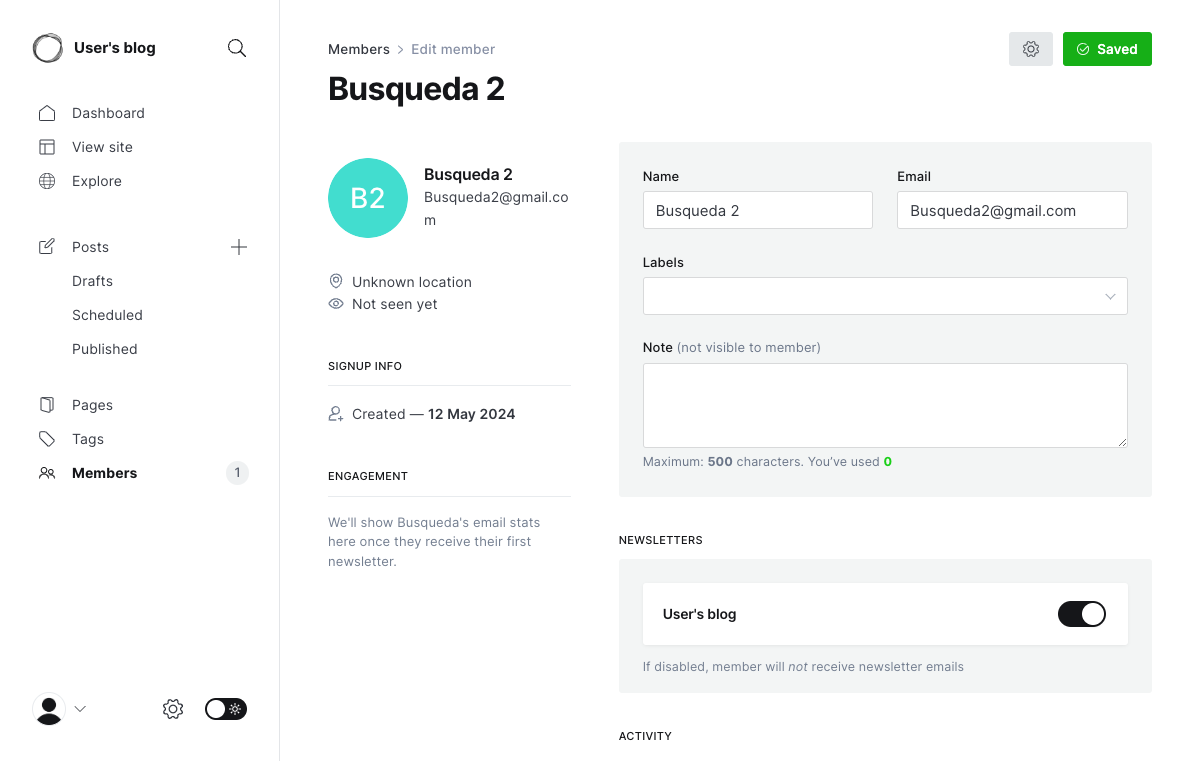 User's blog
Dashboard
View site
Explore
Posts
Drafts
Scheduled
Published
Pages
Tags
Members
1
Members
Edit member
Saved
Busqueda 2
B2
Busqueda 2
Busqueda2@gmail.co
m
Unknown location
Not seen yet
SIGNUP INFO
Created — 12 May 2024
ENGAGEMENT
We'll show Busqueda's email stats
here once they receive their first
newsletter.
Name
Email
Busqueda 2
Busqueda2@gmail.com
Labels
Note (not visible to member)
Maximum: 500 characters. You’ve used 0
NEWSLETTERS
User's blog
If disabled, member will not receive newsletter emails
ACTIVITY